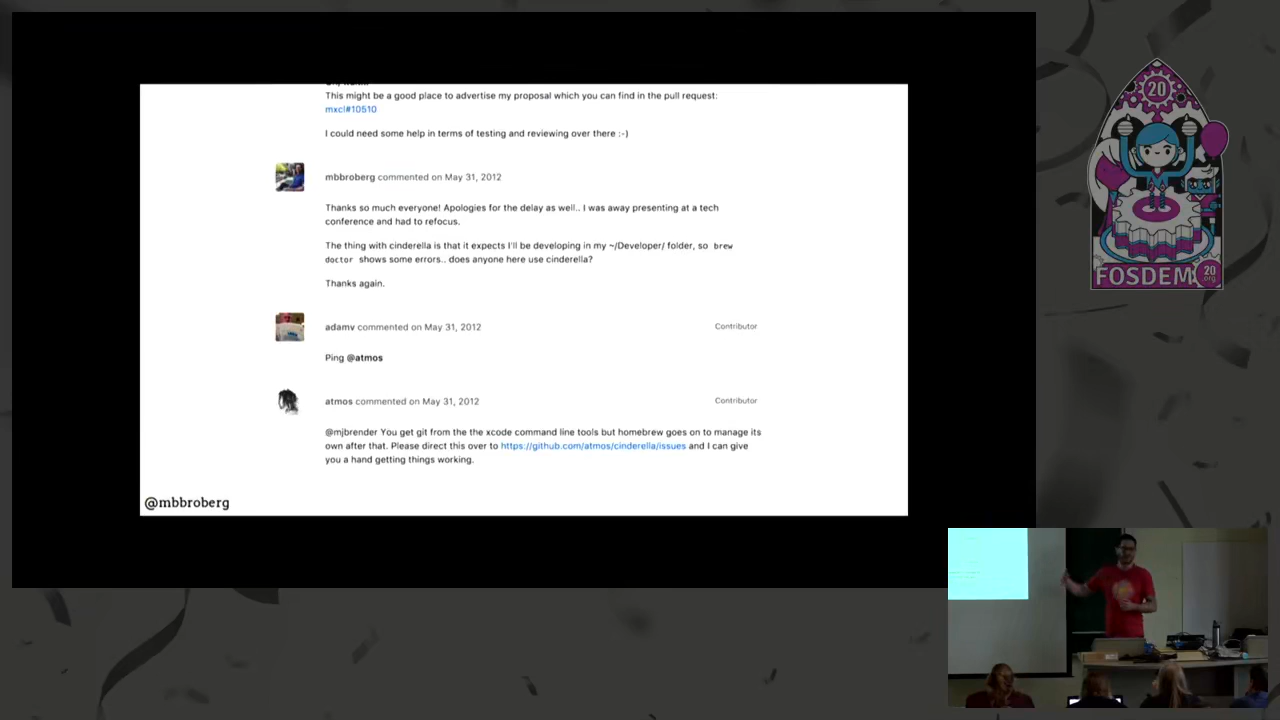 This might be a good place to advertise my proposal which you can find in the pull request:
mxcl#10510
I could need some help in terms of testing and reviewing over there :-)
mbbroberg commented on May 31, 2012
Thanks so much everyone! Apologies for the delay as well.. I was away presenting at a tech
conference and had to refocus.
The thing with cinderella is that it expects I'll be developing in my ~/Developer/ folder, so brew
doctor shows some errors.. does anyone here use cinderella?
Thanks again.
adamv commented on May 31, 2012
Contributor
Ping @atmos
atmos commented on May 31, 2012
Contributor
@mjbrender You get git from the the xcode command line tools but homebrew goes on to manage its
own after that. Please direct this over to https://github.com/atmos/cinderella/issues and I can give
you a hand getting things working.
@mbbroberg
20
FOSDEM
20
.org